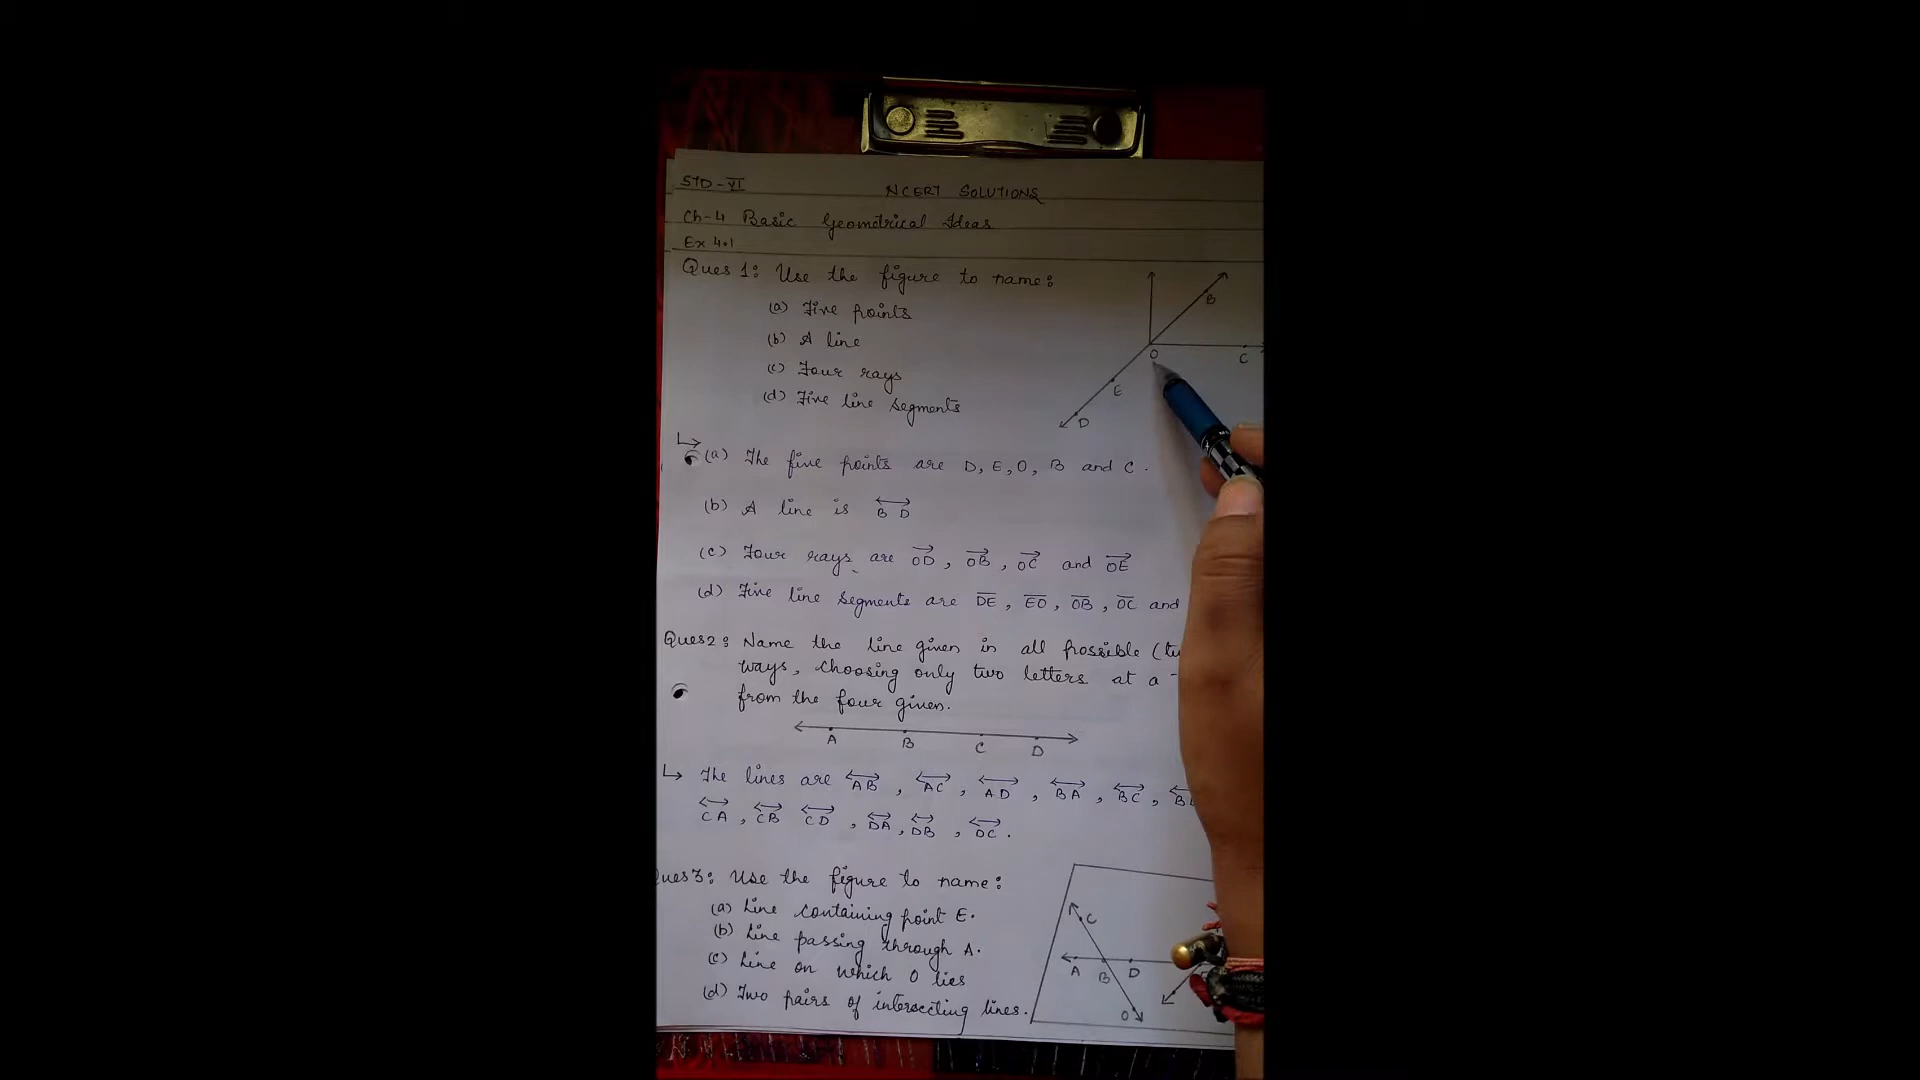 STD - VI
NCERT SOLUTIONS
Ch-4 Basic Geometrical Ideas
Ex 4.1
Ques 1: Use the figure to name:
(a) Five points
(b) A line
(c) Four rays
(d) Five line segments
B
O
C
E
D
↳ (a) The five points are D, E, O, B and C.
(b) A line is B D
(c) Four rays are OD, OB, OC and OE
(d) Five line segments are DE, EO, OB, OC and
Ques2: Name the line given in all possible
ways, choosing only two letters at a
from the four given.
A B C D
↳ The lines are AB, AC, AD, BA, BC,
CA, CB CD, DA, DB, DC.
Ques3: Use the figure to name:
(a) Line containing point E.
(b) Line passing through A.
(c) Line on which O lies
(d) Two pairs of intersecting lines.
C
A B D
O